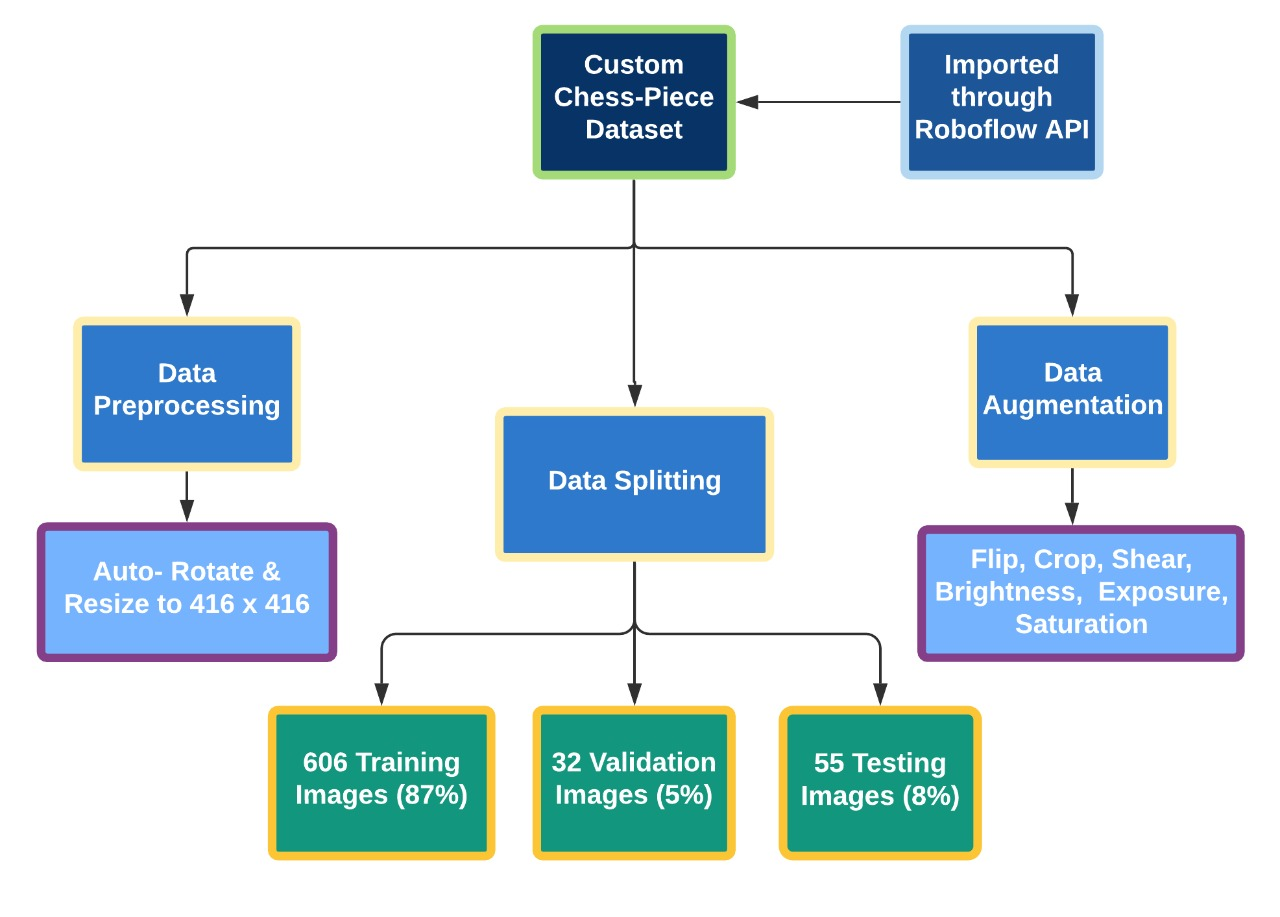 Custom
Chess-Piece
Dataset
Imported
through
Roboflow API
Data
Preprocessing
Data Splitting
Data
Augmentation
Auto- Rotate &
Resize to 416 x 416
Flip, Crop, Shear,
Brightness,  Exposure,
Saturation
606 Training
Images (87%)
32 Validation
Images (5%)
55 Testing
Images (8%)